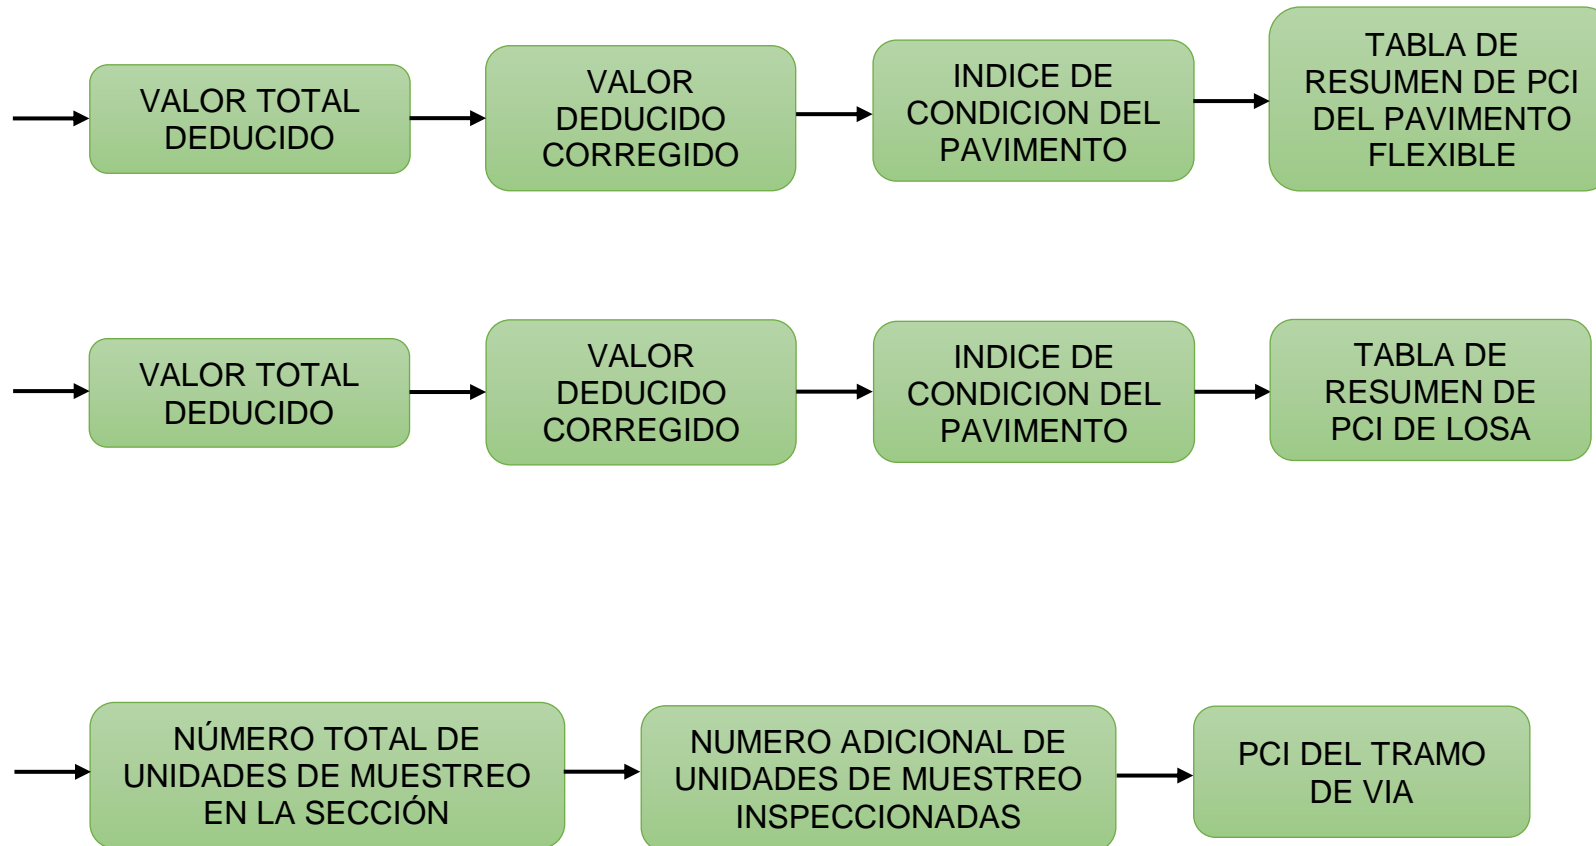 VALOR TOTAL
DEDUCIDO
VALOR
DEDUCIDO
CORREGIDO
INDICE DE
CONDICION DEL
PAVIMENTO
TABLA DE
RESUMEN DE PCI
DEL PAVIMENTO
FLEXIBLE
VALOR TOTAL
DEDUCIDO
VALOR
DEDUCIDO
CORREGIDO
INDICE DE
CONDICION DEL
PAVIMENTO
TABLA DE
RESUMEN DE
PCI DE LOSA
NÚMERO TOTAL DE
UNIDADES DE MUESTREO
EN LA SECCIÓN
NUMERO ADICIONAL DE
UNIDADES DE MUESTREO
INSPECCIONADAS
PCI DEL TRAMO
DE VIA